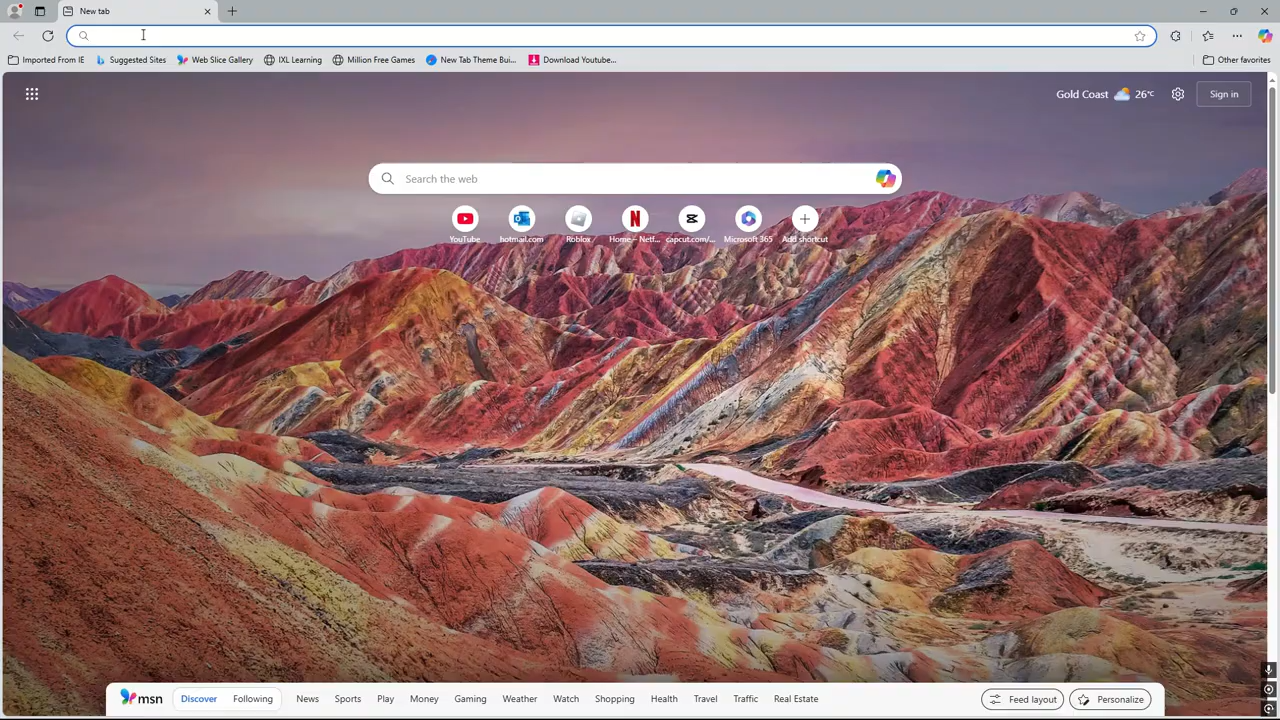 New tab
Imported From IE
Suggested Sites
Web Slice Gallery
IXL Learning
Million Free Games
New Tab Theme Bui...
Download Youtube...
Other favorites
Gold Coast 26°C
Sign in
Search the web
YouTube
hotmail.com
Roblox
Home – Netf...
capcut.com/...
Microsoft 365
Add shortcut
msn
Discover
Following
News
Sports
Play
Money
Gaming
Weather
Watch
Shopping
Health
Travel
Traffic
Real Estate
Feed layout
Personalize